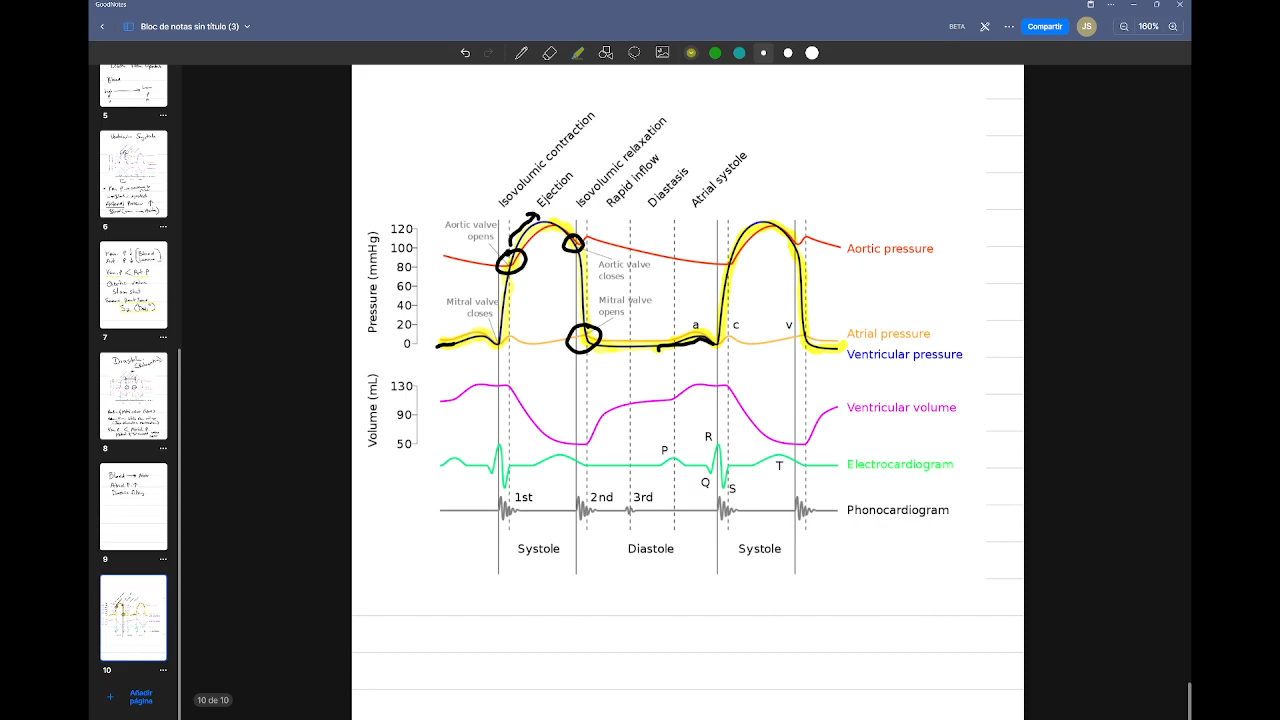 GoodNotes
Bloc de notas sin título (3)
BETA
Compartir
JS
160%
5
Ventricular Systole
6
7
8
Blood
9
10
Añadir
página
10 de 10
Isovolumic contraction
Ejection
Isovolumic relaxation
Rapid inflow
Diastasis
Atrial systole
Pressure (mmHg)
120
100
80
60
40
20
0
Aortic valve
opens
Aortic valve
closes
Mitral valve
closes
Mitral valve
opens
a
c
v
Aortic pressure
Atrial pressure
Ventricular pressure
Volume (mL)
130
90
50
Ventricular volume
R
P
Q
S
T
Electrocardiogram
1st
2nd
3rd
Phonocardiogram
Systole
Diastole
Systole